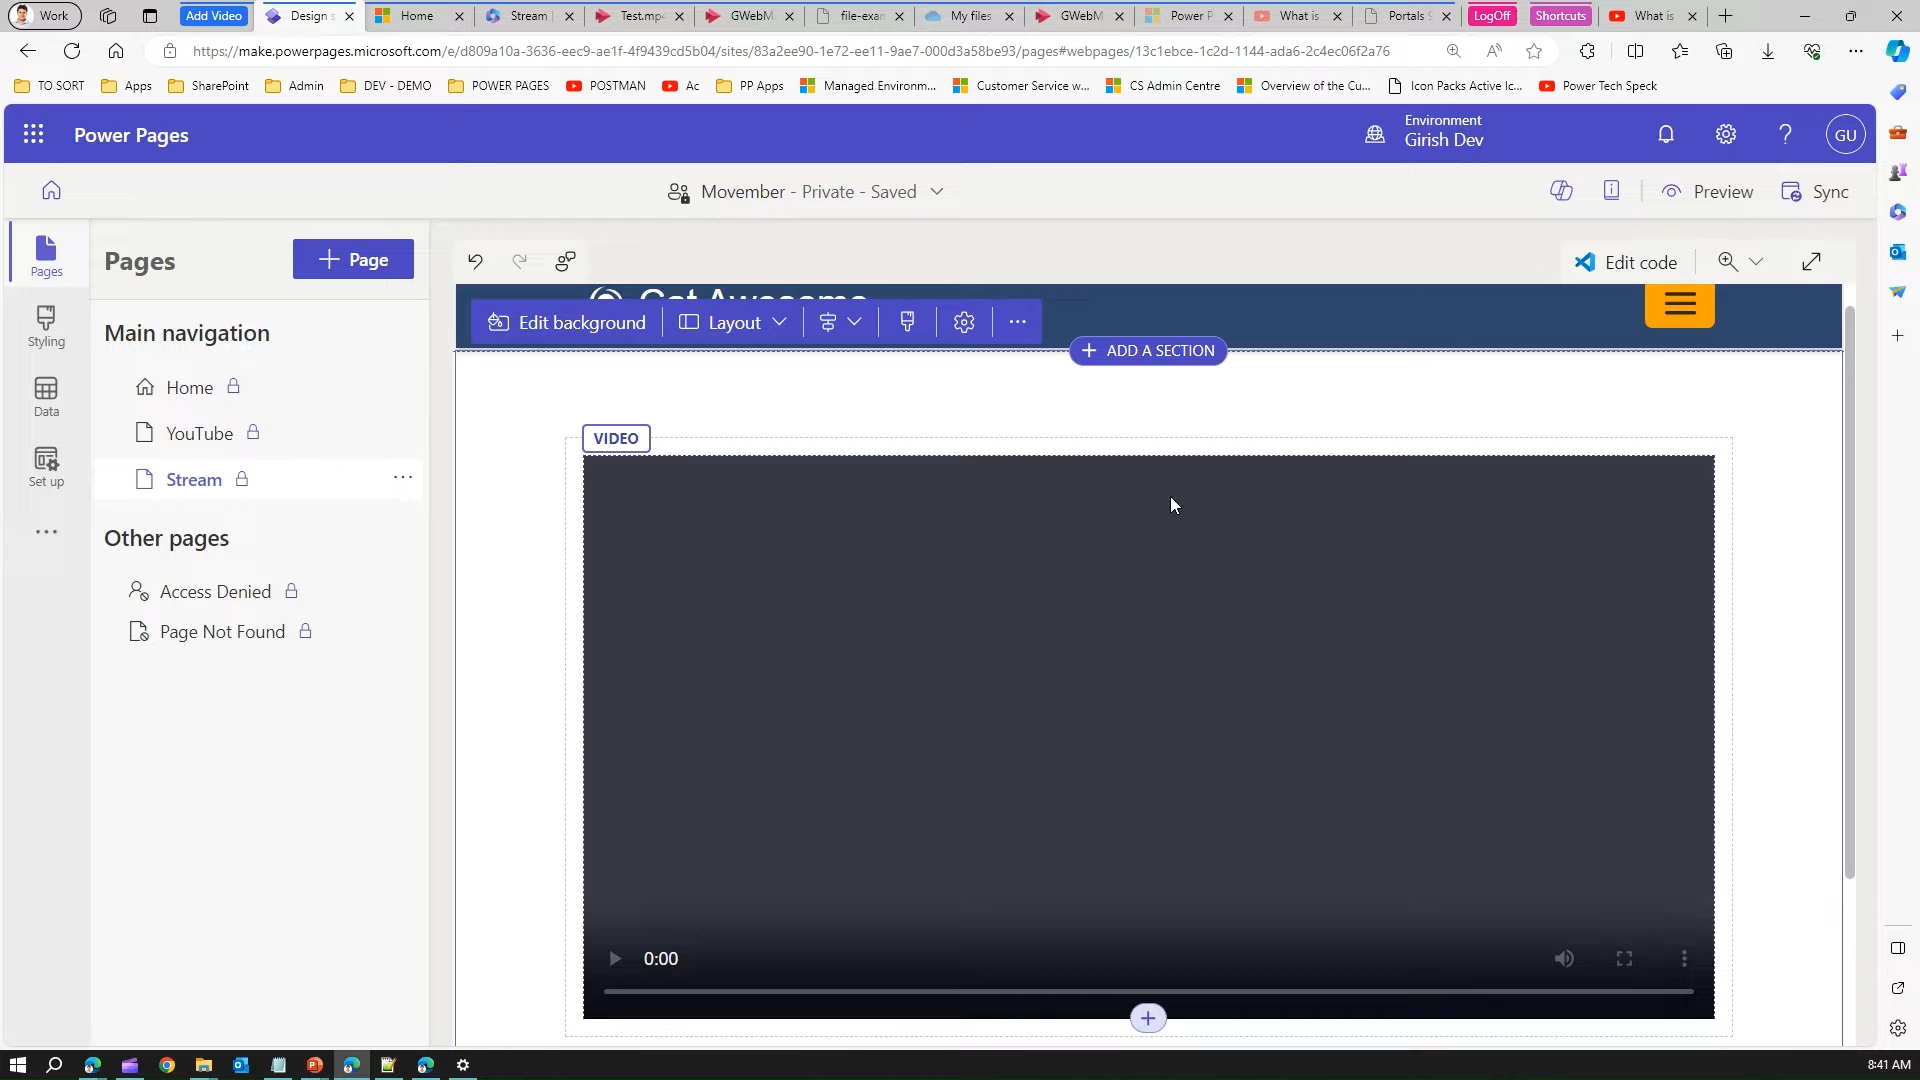 Work
Add Video
Design s
Home
Stream
Test.mp4
GWebM
file-exan
My files
GWebM
Power P
What is
Portals S
LogOff
Shortcuts
What is
https://make.powerpages.microsoft.com/e/d809a10a-3636-eec9-ae1f-4f9439cd5b04/sites/83a2ee90-1e72-ee11-9ae7-000d3a58be93/pages#webpages/13c1ebce-1c2d-1144-ada6-2c4ec06f2a76
TO SORT
Apps
SharePoint
Admin
DEV - DEMO
POWER PAGES
POSTMAN
Ac
PP Apps
Managed Environm...
Customer Service w...
CS Admin Centre
Overview of the Cu...
Icon Packs Active Ic...
Power Tech Speck
Power Pages
Environment
Girish Dev
GU
Movember - Private - Saved
Preview
Sync
Pages
Styling
Data
Set up
Pages
Page
Main navigation
Home
YouTube
Stream
Other pages
Access Denied
Page Not Found
Edit code
Get Awesome
Edit background
Layout
ADD A SECTION
VIDEO
0:00
8:41 AM